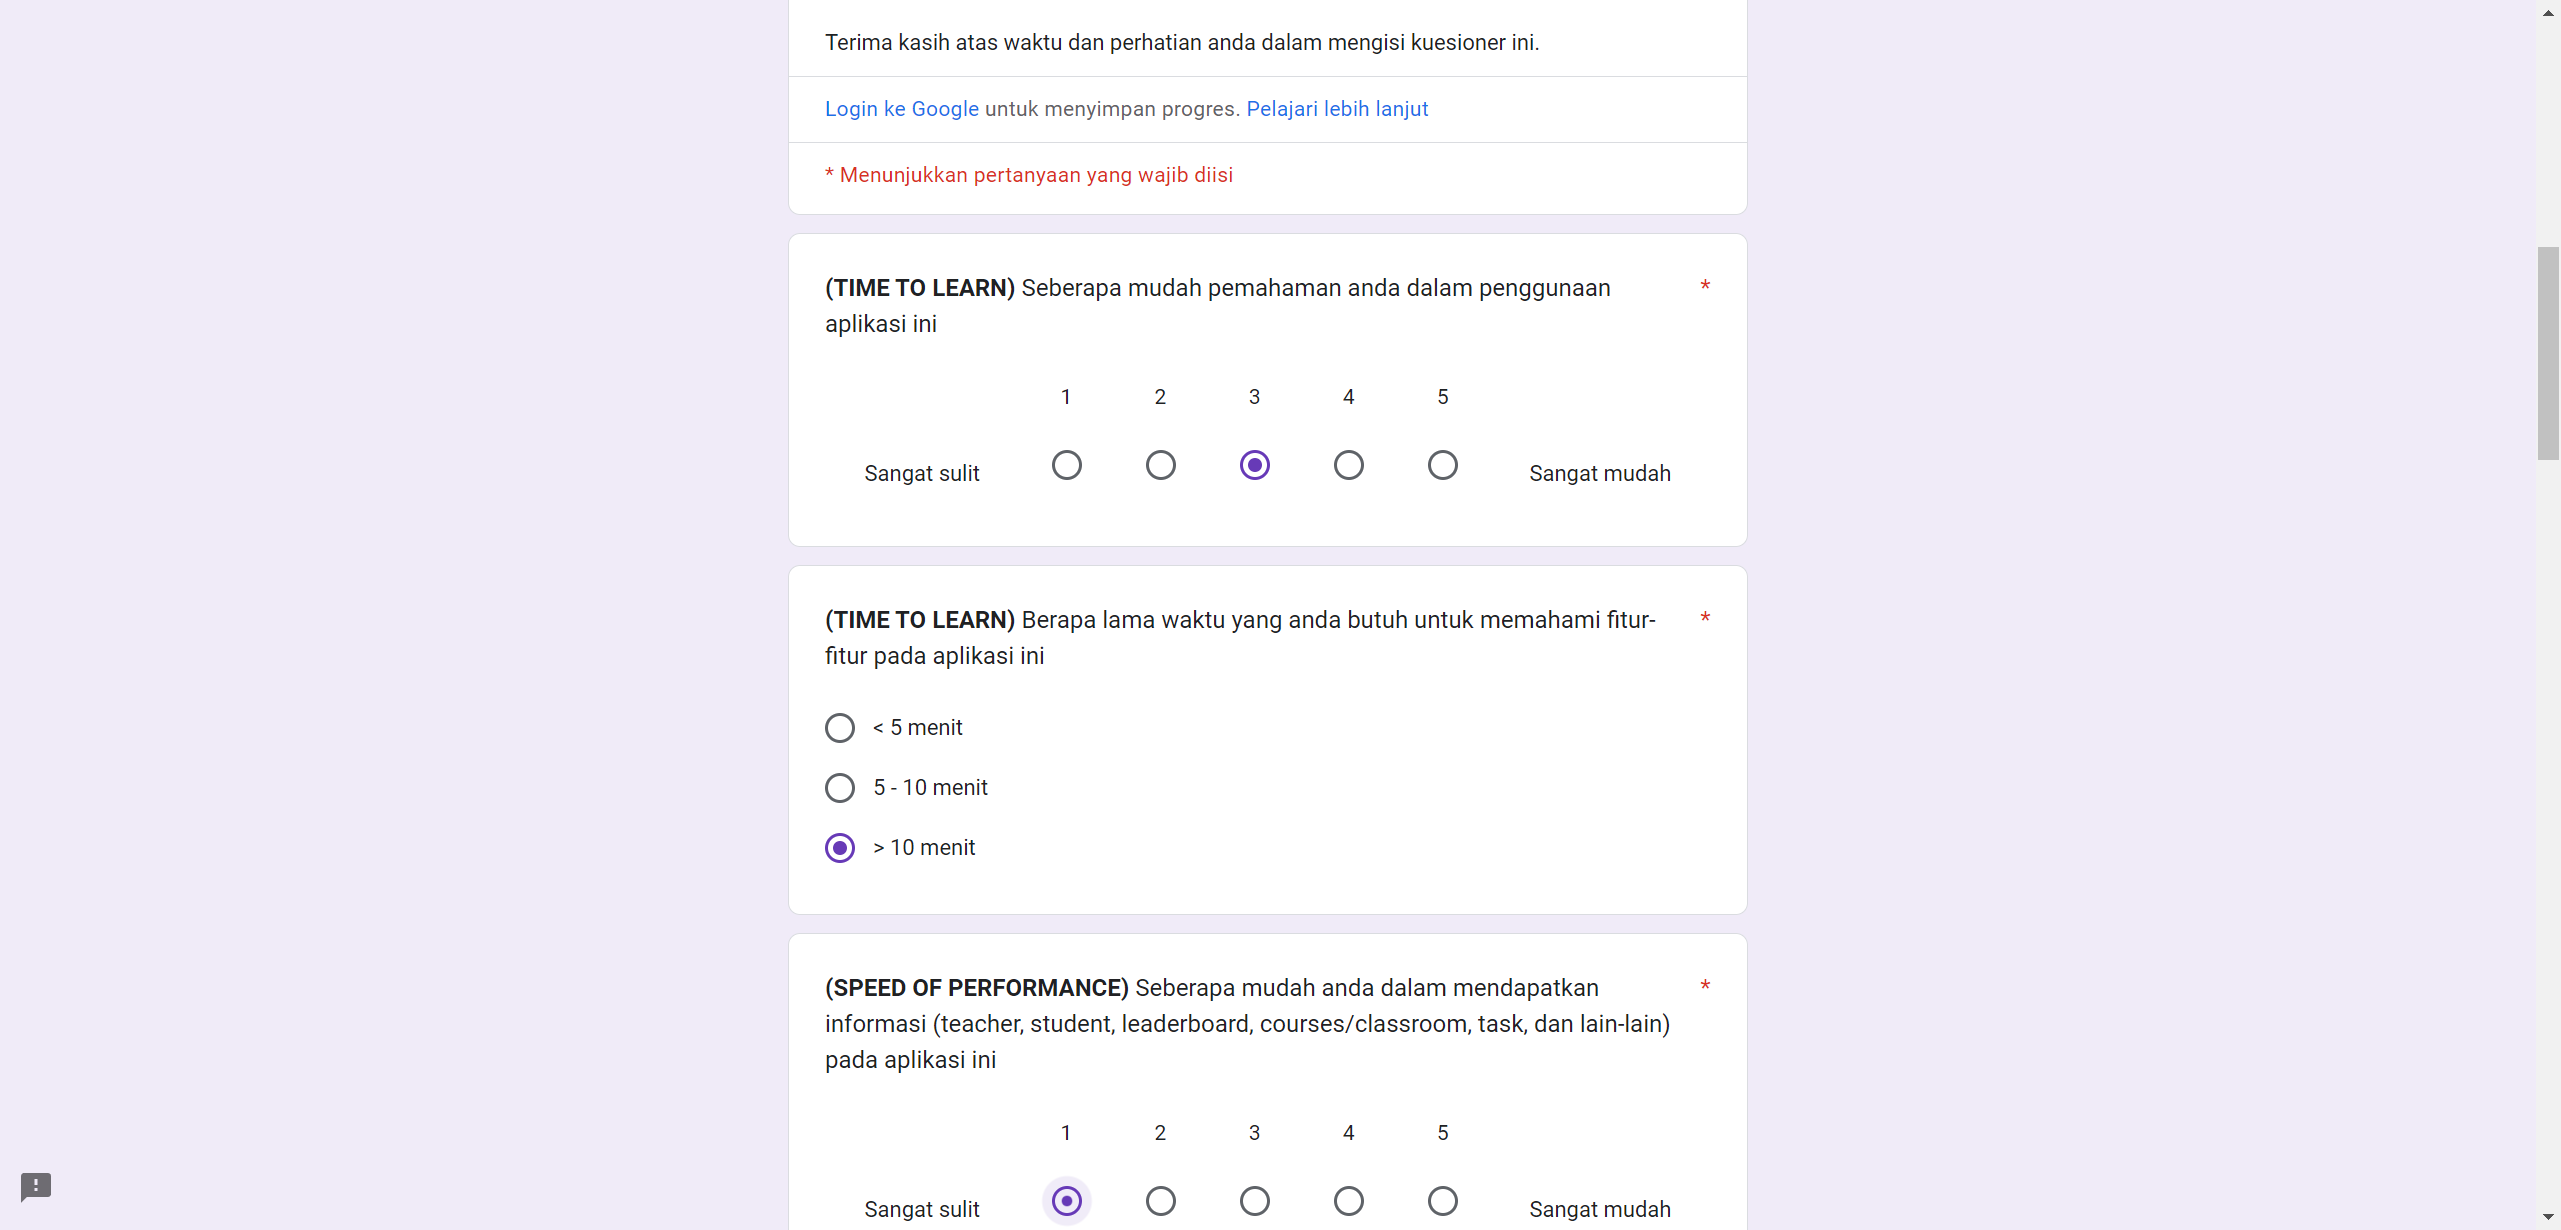 Terima kasih atas waktu dan perhatian anda dalam mengisi kuesioner ini.
Login ke Google untuk menyimpan progres. Pelajari lebih lanjut
* Menunjukkan pertanyaan yang wajib diisi
(TIME TO LEARN) Seberapa mudah pemahaman anda dalam penggunaan *
aplikasi ini
1 2 3 4 5
Sangat sulit Sangat mudah
(TIME TO LEARN) Berapa lama waktu yang anda butuh untuk memahami fitur- *
fitur pada aplikasi ini
< 5 menit
5 - 10 menit
> 10 menit
(SPEED OF PERFORMANCE) Seberapa mudah anda dalam mendapatkan *
informasi (teacher, student, leaderboard, courses/classroom, task, dan lain-lain)
pada aplikasi ini
1 2 3 4 5
Sangat sulit Sangat mudah